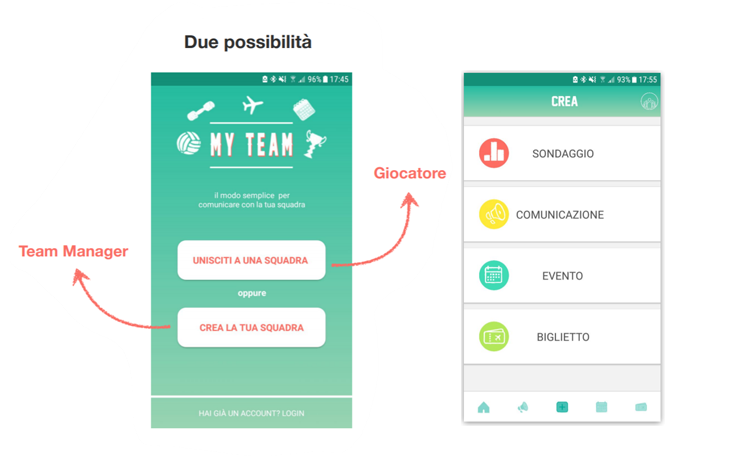 Due possibilità
96% 17:45
MY TEAM
il modo semplice per
comunicare con la tua squadra
Giocatore
Team Manager
UNISCITI A UNA SQUADRA
oppure
CREA LA TUA SQUADRA
HAI GIÀ UN ACCOUNT? LOGIN
93% 17:55
CREA
SONDAGGIO
COMUNICAZIONE
EVENTO
BIGLIETTO